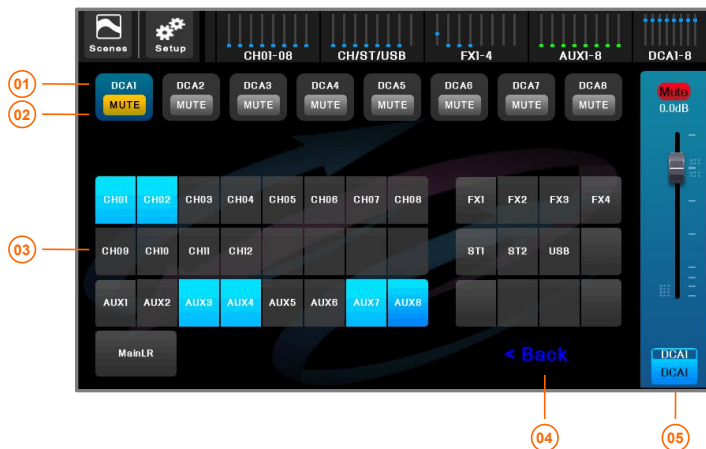 Scenes Setup CH01-08 CH/ST/USB FX1-4 AUX1-8 DCA1-8
01 DCA1 DCA2 DCA3 DCA4 DCA5 DCA6 DCA7 DCA8 Mute
02 MUTE MUTE MUTE MUTE MUTE MUTE MUTE MUTE 0.0dB
CH01 CH02 CH03 CH04 CH05 CH06 CH07 CH08 FX1 FX2 FX3 FX4
03 CH09 CH10 CH11 CH12 ST1 ST2 USB
AUX1 AUX2 AUX3 AUX4 AUX5 AUX6 AUX7 AUX8
MainLR < Back DCA1
DCA1
04 05